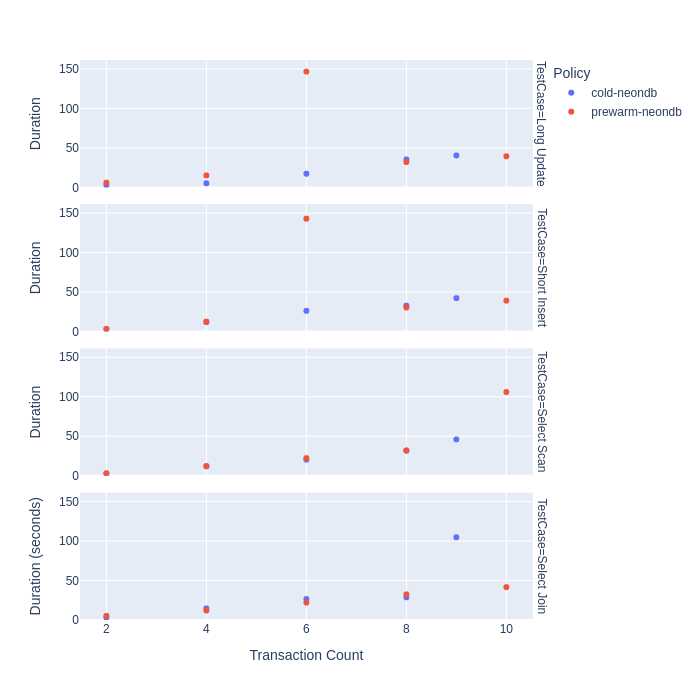 150
100
50
0
Duration
TestCase=Long Update
Policy
cold-neondb
prewarm-neondb
150
100
50
0
Duration
TestCase=Short Insert
150
100
50
0
Duration
TestCase=Select Scan
150
100
50
0
Duration (seconds)
TestCase=Select Join
2 4 6 8 10
Transaction Count